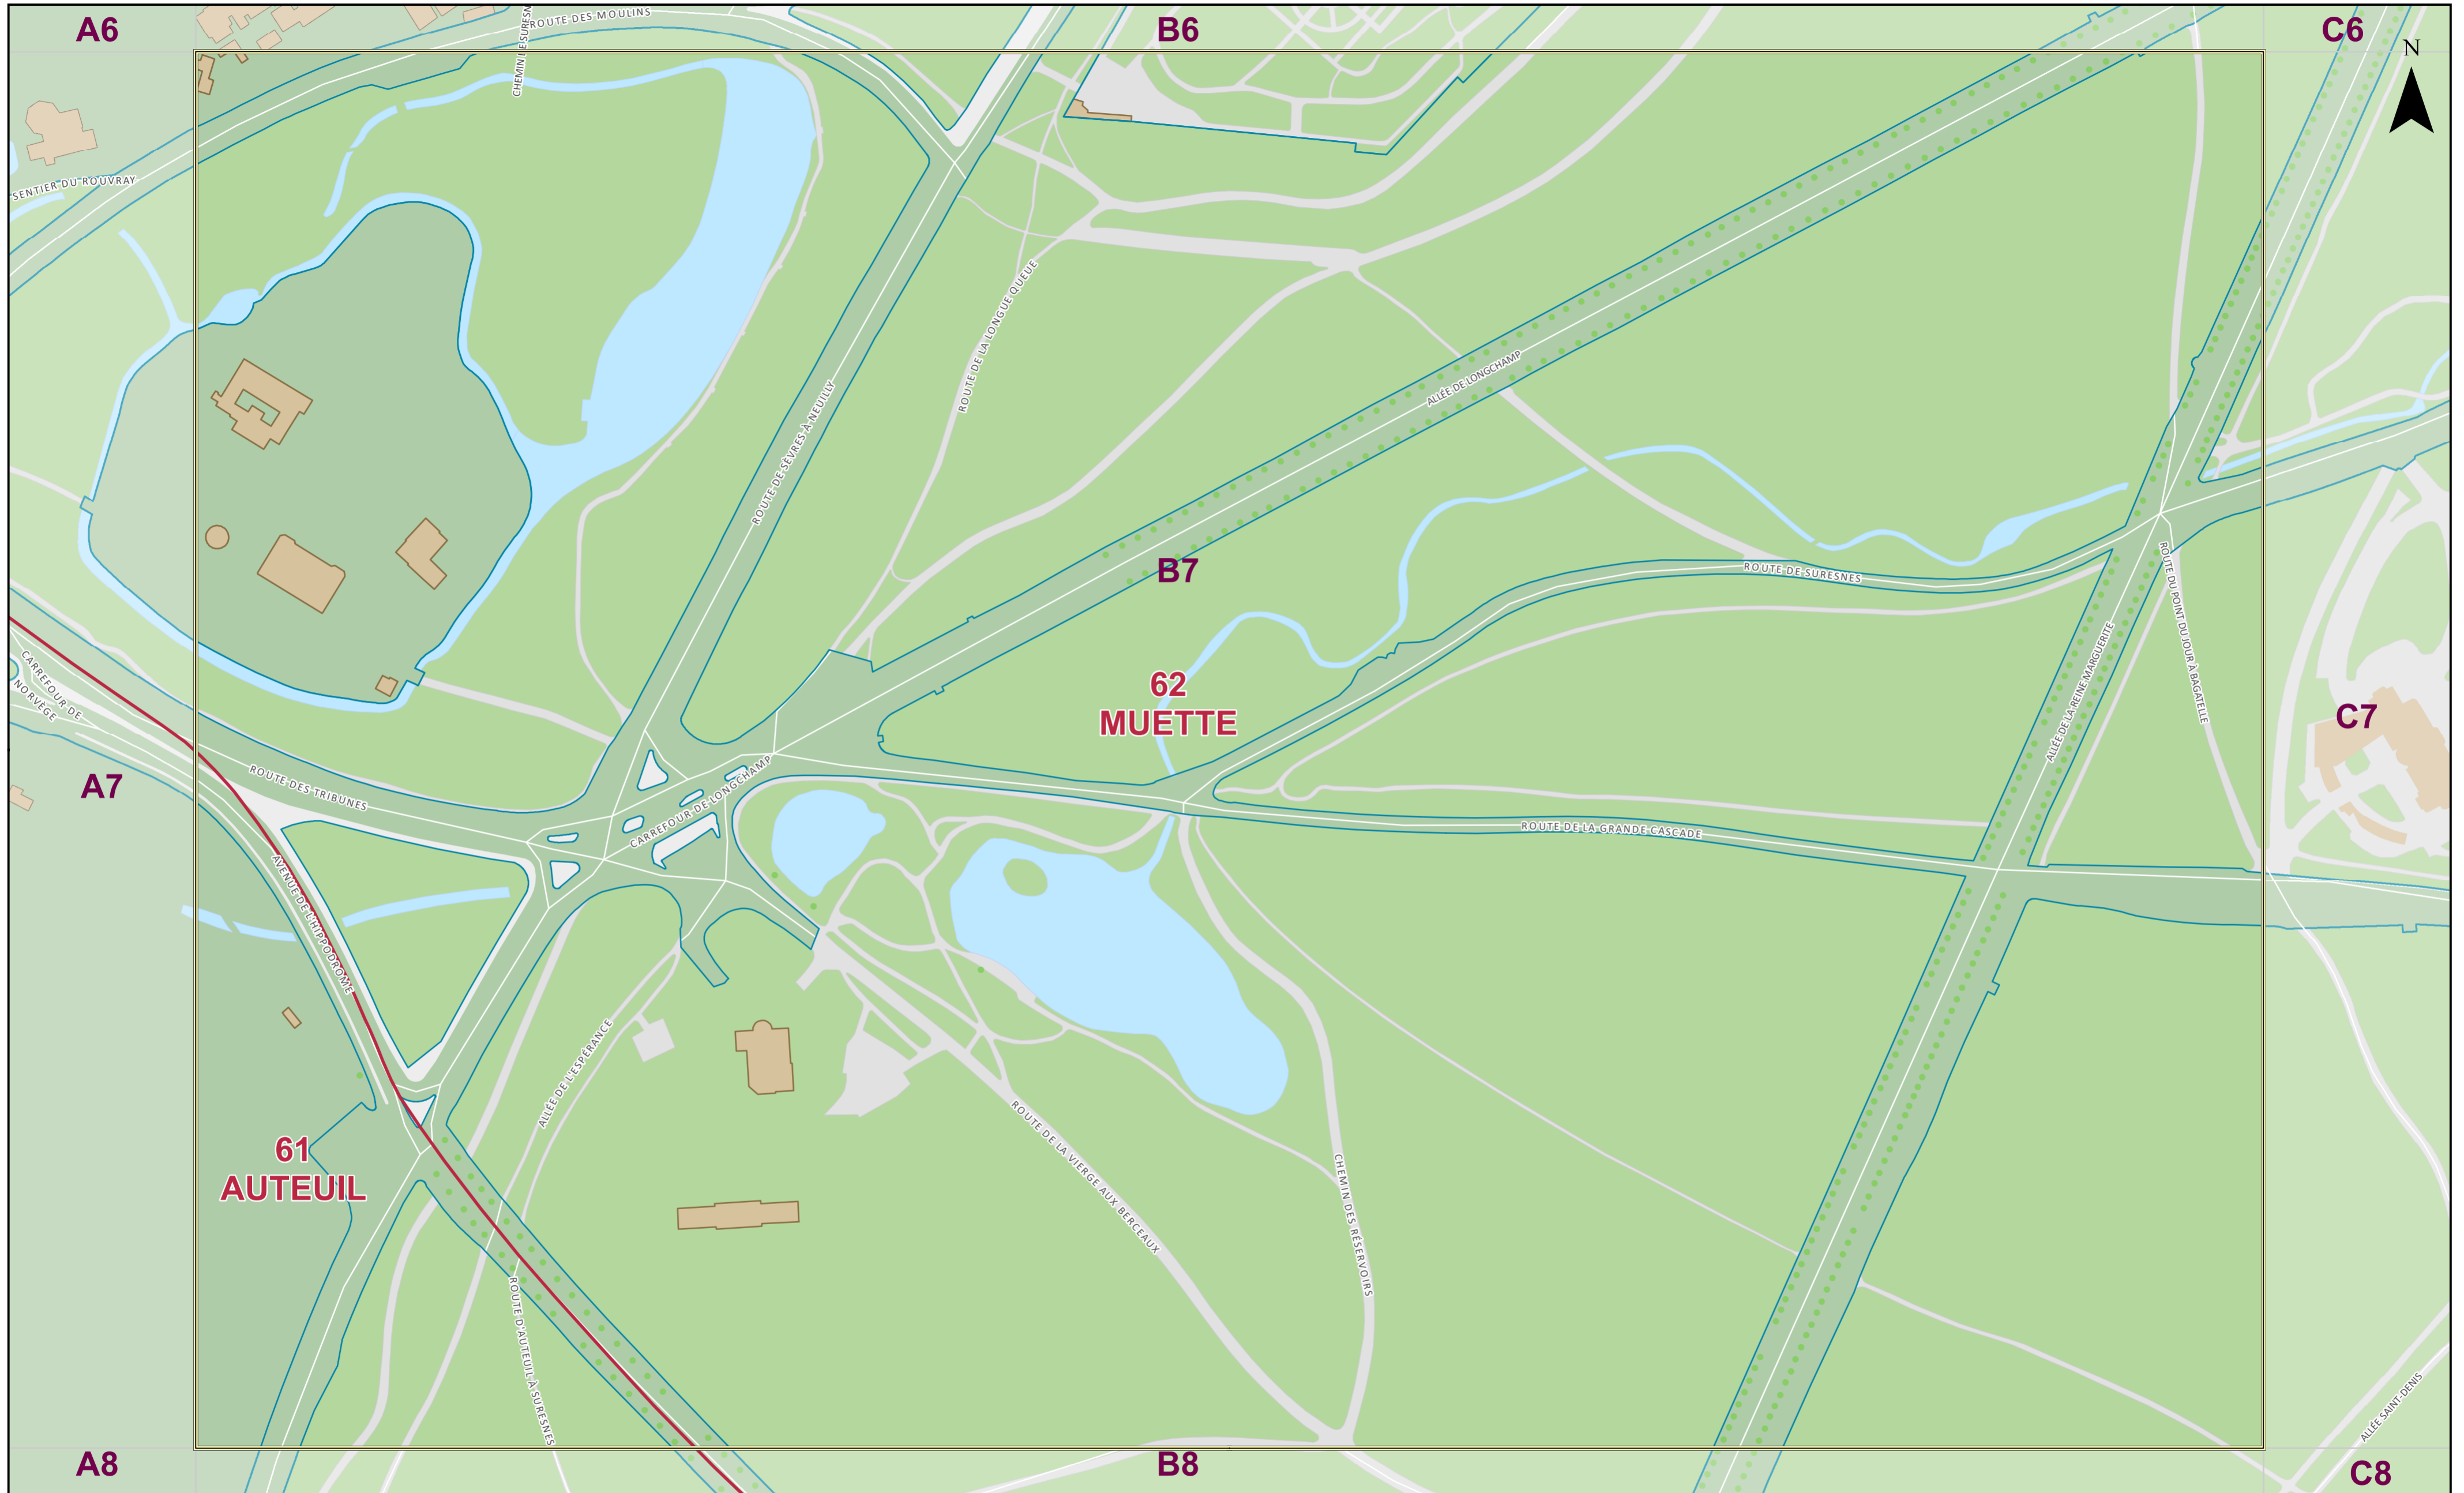 A6
B6
C6
N
ROUTE DES MOULINS
CHEMIN DE SURESN
SENTIER DU ROUVRAY
ROUTE DE LA LONGUE QUEUE
ALLÉE DE LONGCHAMP
ROUTE DE SÈVRES À NEUILLY
B7
ROUTE DE SURESNES
ROUTE DU POINT DU JOUR À BAGATELLE
ALLÉE DE LA REINE MARGUERITE
CARREFOUR DE
NORVÈGE
62
MUETTE
C7
A7
ROUTE DES TRIBUNES
CARREFOUR DE LONGCHAMP
ROUTE DE LA GRANDE CASCADE
AVENUE DE L'HIPPODROME
ALLÉE DE L'ESPÉRANCE
ROUTE DE LA VIERGE AUX BERCEAUX
CHEMIN DES RÉSERVOIRS
61
AUTEUIL
ROUTE D'AUTEUIL À SURESNES
ALLÉE SAINT-DENIS
A8
B8
C8